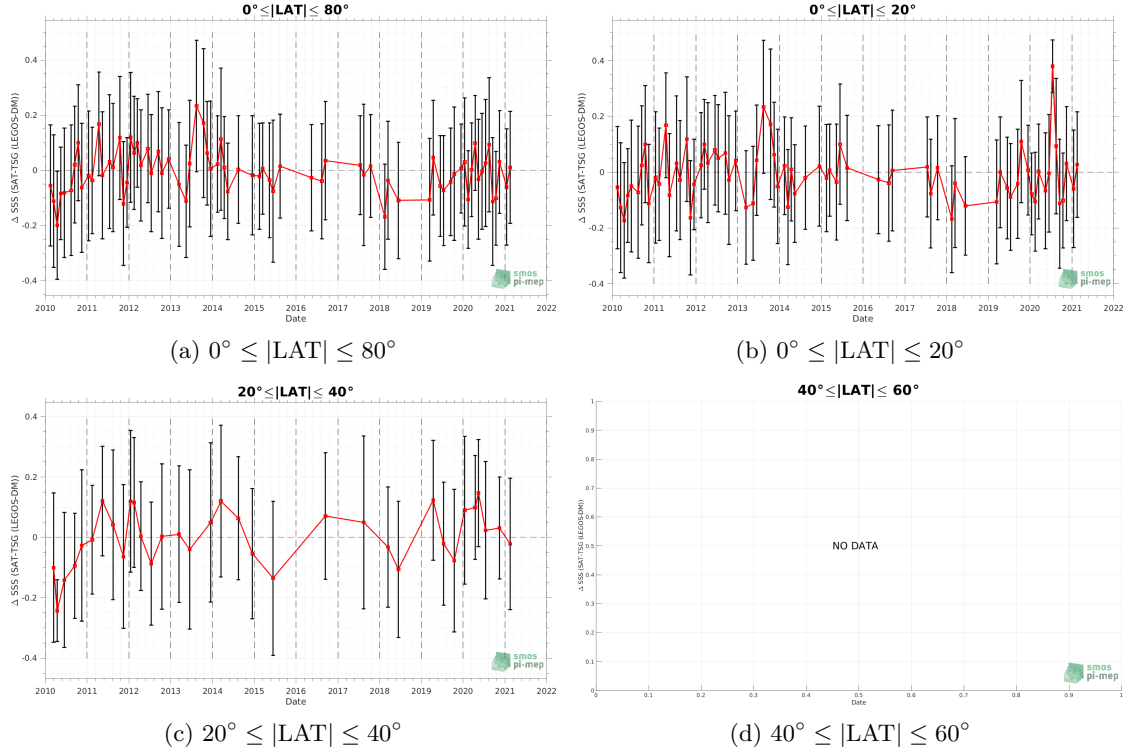 0°≤|LAT|≤ 80°
Δ SSS (SAT-TSG (LEGOS-DM))
0.4
0.2
0
-0.2
-0.4
2010 2011 2012 2013 2014 2015 2016 2017 2018 2019 2020 2021 2022
Date
smos
pi-mep
(a) 0° ≤ |LAT| ≤ 80°
0°≤|LAT|≤ 20°
Δ SSS (SAT-TSG (LEGOS-DM))
0.4
0.2
0
-0.2
-0.4
2010 2011 2012 2013 2014 2015 2016 2017 2018 2019 2020 2021 2022
Date
smos
pi-mep
(b) 0° ≤ |LAT| ≤ 20°
20°≤|LAT|≤ 40°
Δ SSS (SAT-TSG (LEGOS-DM))
0.4
0.2
0
-0.2
-0.4
2010 2011 2012 2013 2014 2015 2016 2017 2018 2019 2020 2021 2022
Date
smos
pi-mep
(c) 20° ≤ |LAT| ≤ 40°
40°≤|LAT|≤ 60°
Δ SSS (SAT-TSG (LEGOS-DM))
1
0.9
0.8
0.7
0.6
0.5
0.4
0.3
0.2
0.1
0
NO DATA
0 0.1 0.2 0.3 0.4 0.5 0.6 0.7 0.8 0.9 1
Date
smos
pi-mep
(d) 40° ≤ |LAT| ≤ 60°